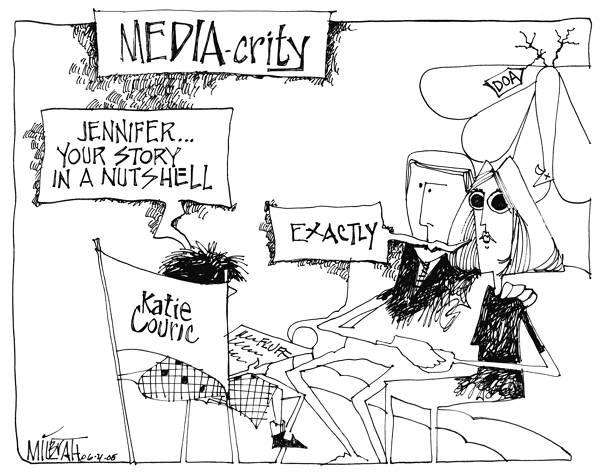 MEDIA-crity
JENNIFER...
YOUR STORY
IN A NUTSHELL
EXACTLY
DOA
Katie
Couric